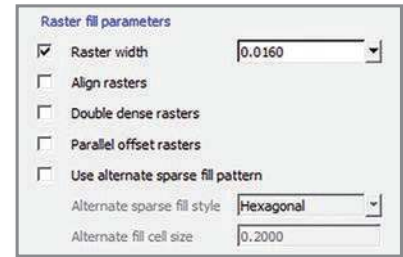 Raster fill parameters
Raster width 0.0160
Align rasters
Double dense rasters
Parallel offset rasters
Use alternate sparse fill pattern
Alternate sparse fill style Hexagonal
Alternate fill cell size 0.2000